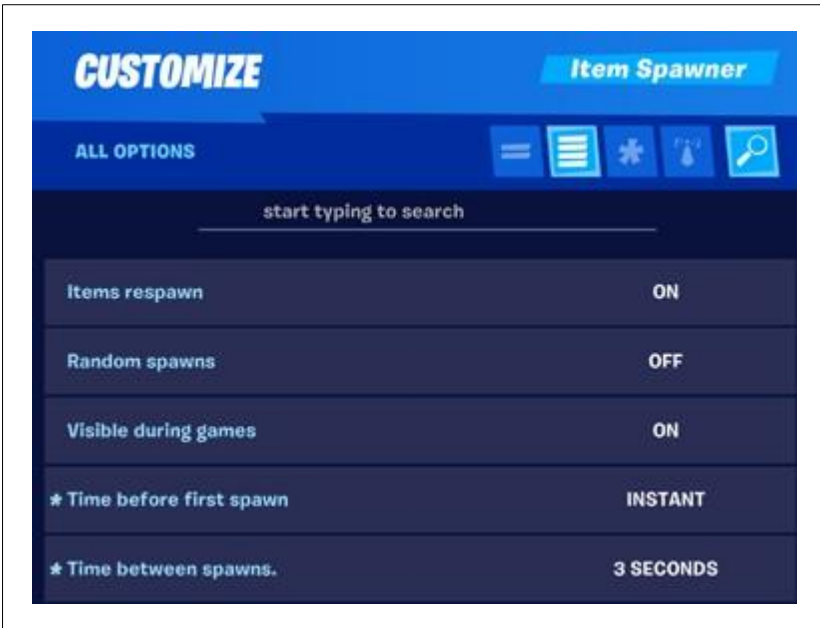 CUSTOMIZE
Item Spawner
ALL OPTIONS
start typing to search
Items respawn ON
Random spawns OFF
Visible during games ON
* Time before first spawn INSTANT
* Time between spawns. 3 SECONDS